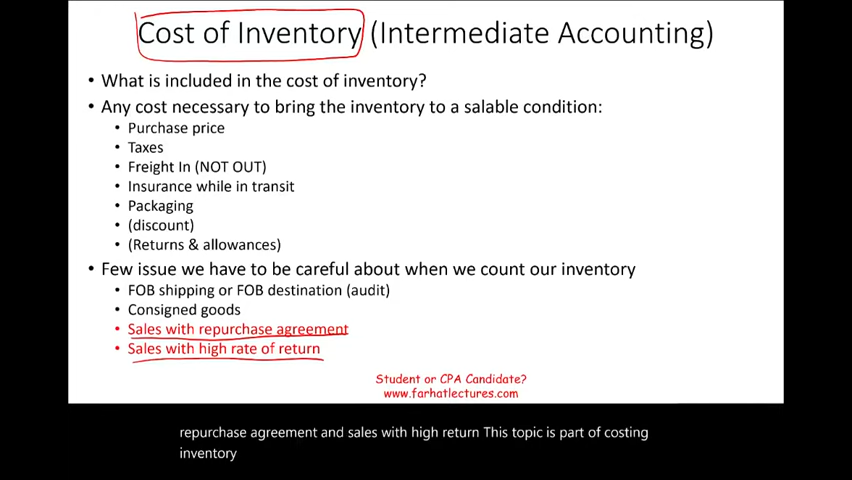 Cost of Inventory (Intermediate Accounting)
• What is included in the cost of inventory?
• Any cost necessary to bring the inventory to a salable condition:
• Purchase price
• Taxes
• Freight In (NOT OUT)
• Insurance while in transit
• Packaging
• (discount)
• (Returns & allowances)
• Few issue we have to be careful about when we count our inventory
• FOB shipping or FOB destination (audit)
• Consigned goods
• Sales with repurchase agreement
• Sales with high rate of return
Student or CPA Candidate?
www.farhatlectures.com
repurchase agreement and sales with high return This topic is part of costing
inventory